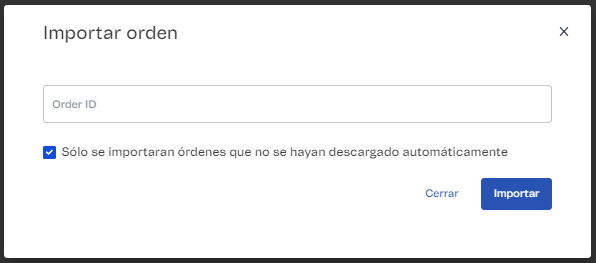 Importar orden
Order ID
Sólo se importaran órdenes que no se hayan descargado automáticamente
Cerrar
Importar